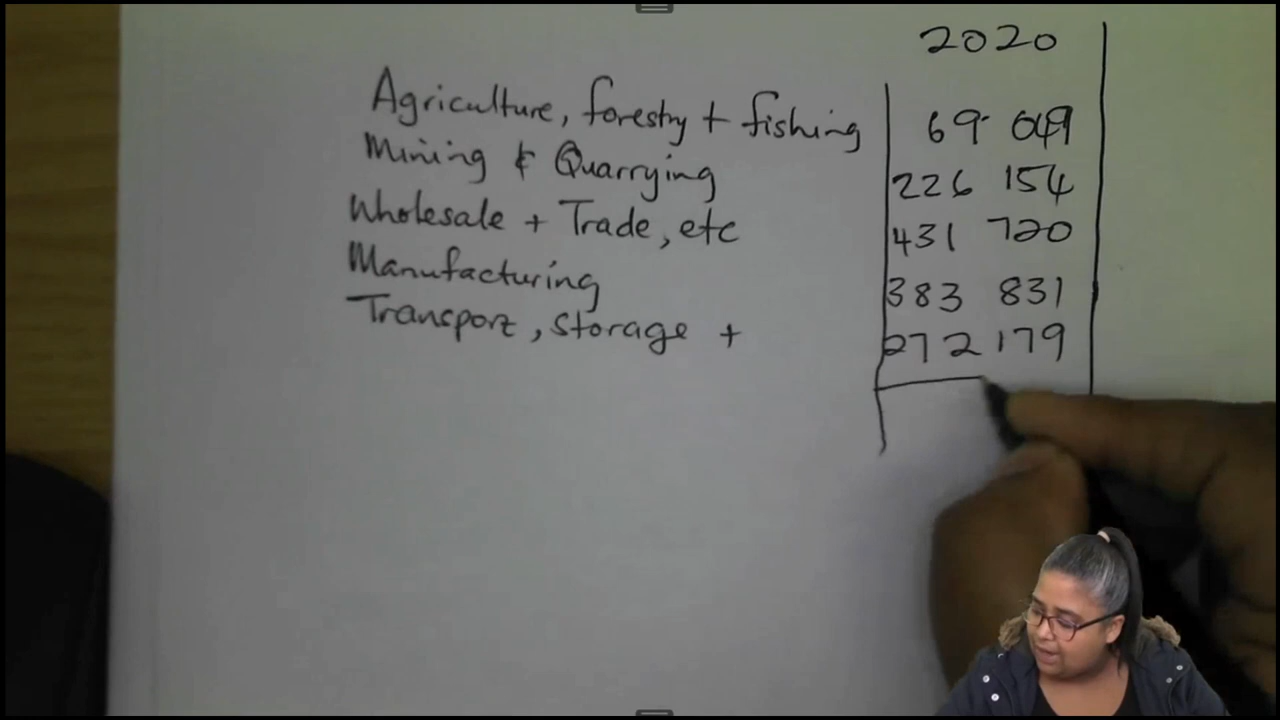 2020
Agriculture, forestry + fishing 69 049
Mining & Quarrying 226 154
Wholesale + Trade, etc 431 720
Manufacturing 383 831
Transport, storage + 272 179